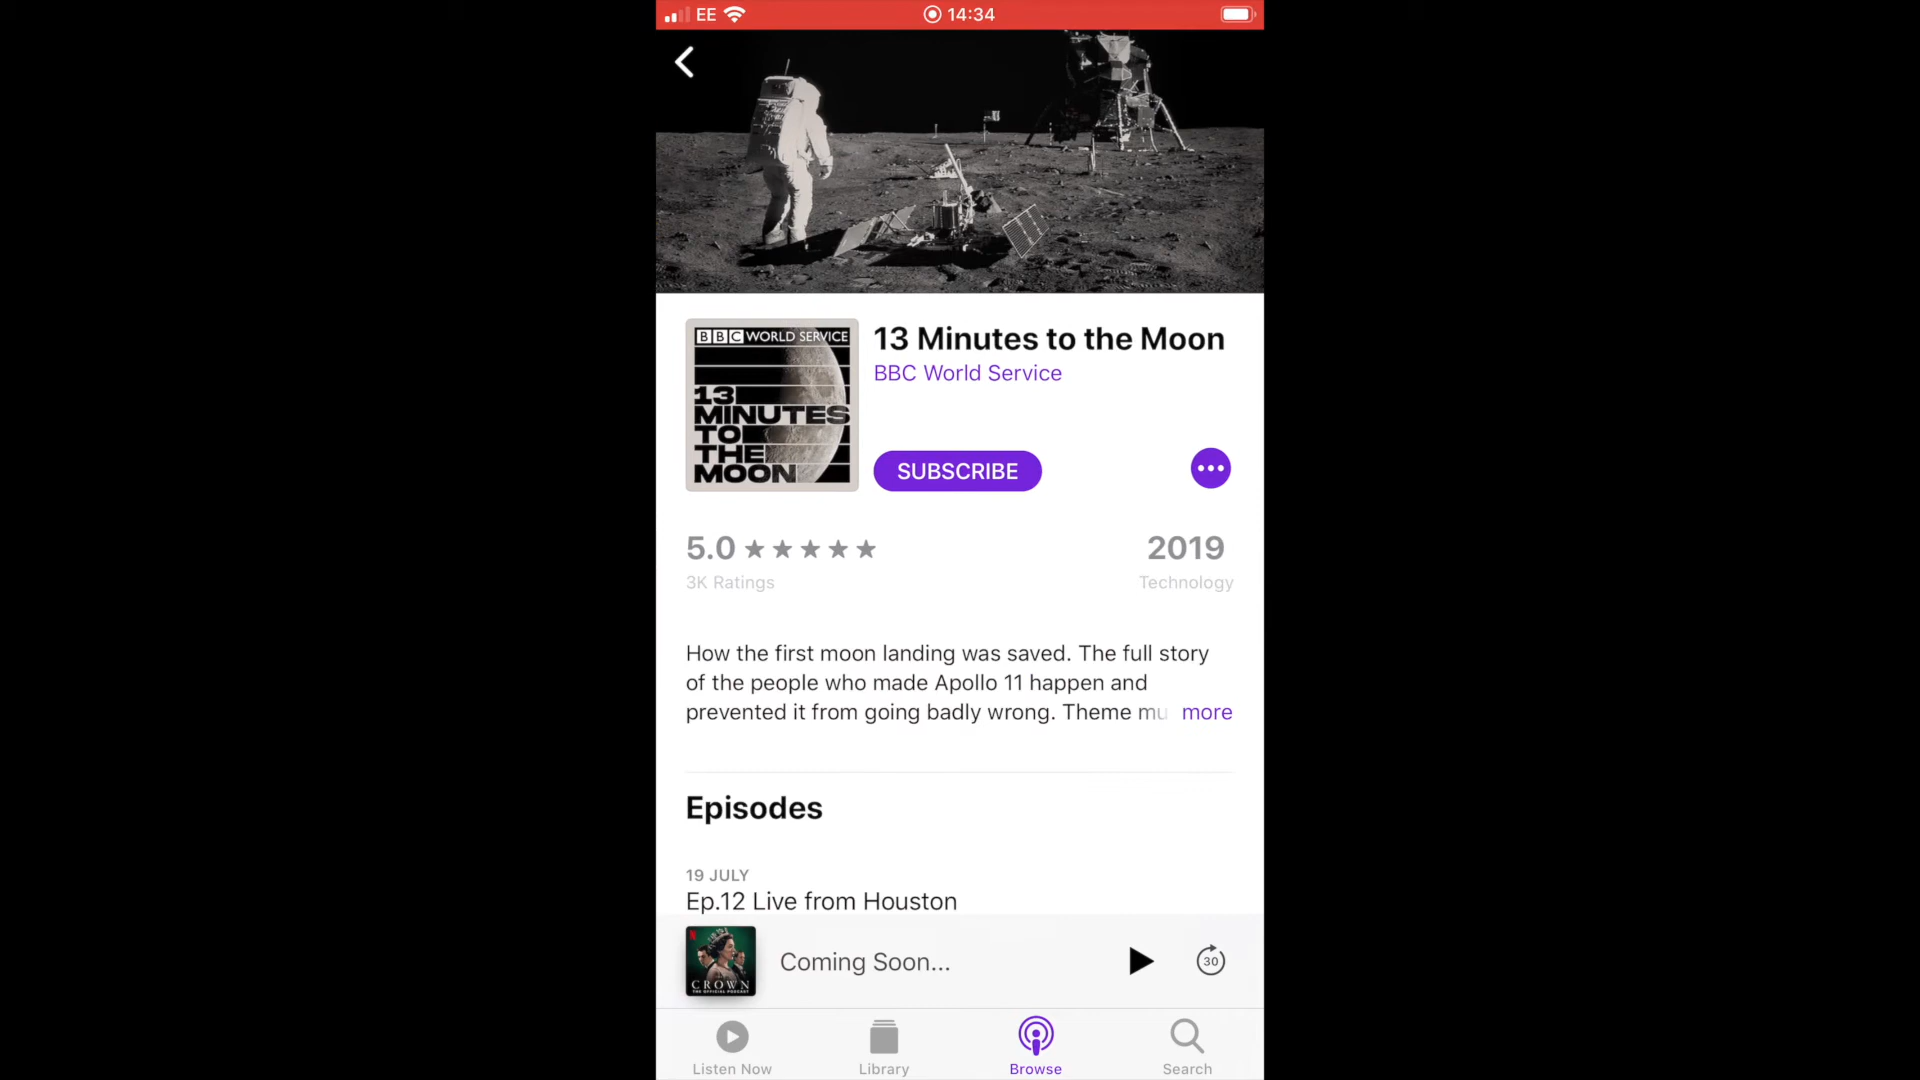 EE
14:34
BBC WORLD SERVICE
13
MINUTES
TO
THE
MOON
13 Minutes to the Moon
BBC World Service
SUBSCRIBE
5.0
2019
3K Ratings
Technology
How the first moon landing was saved. The full story
of the people who made Apollo 11 happen and
prevented it from going badly wrong. Theme mu more
Episodes
19 JULY
Ep.12 Live from Houston
CROWN
THE OFFICIAL PODCAST
Coming Soon...
30
Listen Now
Library
Browse
Search